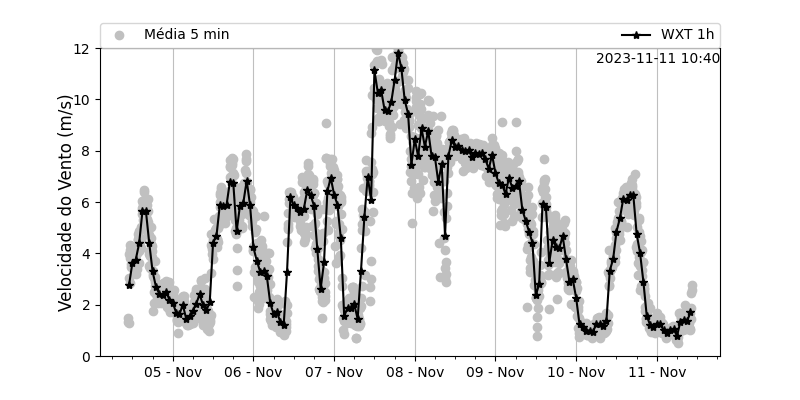 Média 5 min
WXT 1h
2023-11-11 10:40
Velocidade do Vento (m/s)
12
10
8
6
4
2
0
05 - Nov
06 - Nov
07 - Nov
08 - Nov
09 - Nov
10 - Nov
11 - Nov